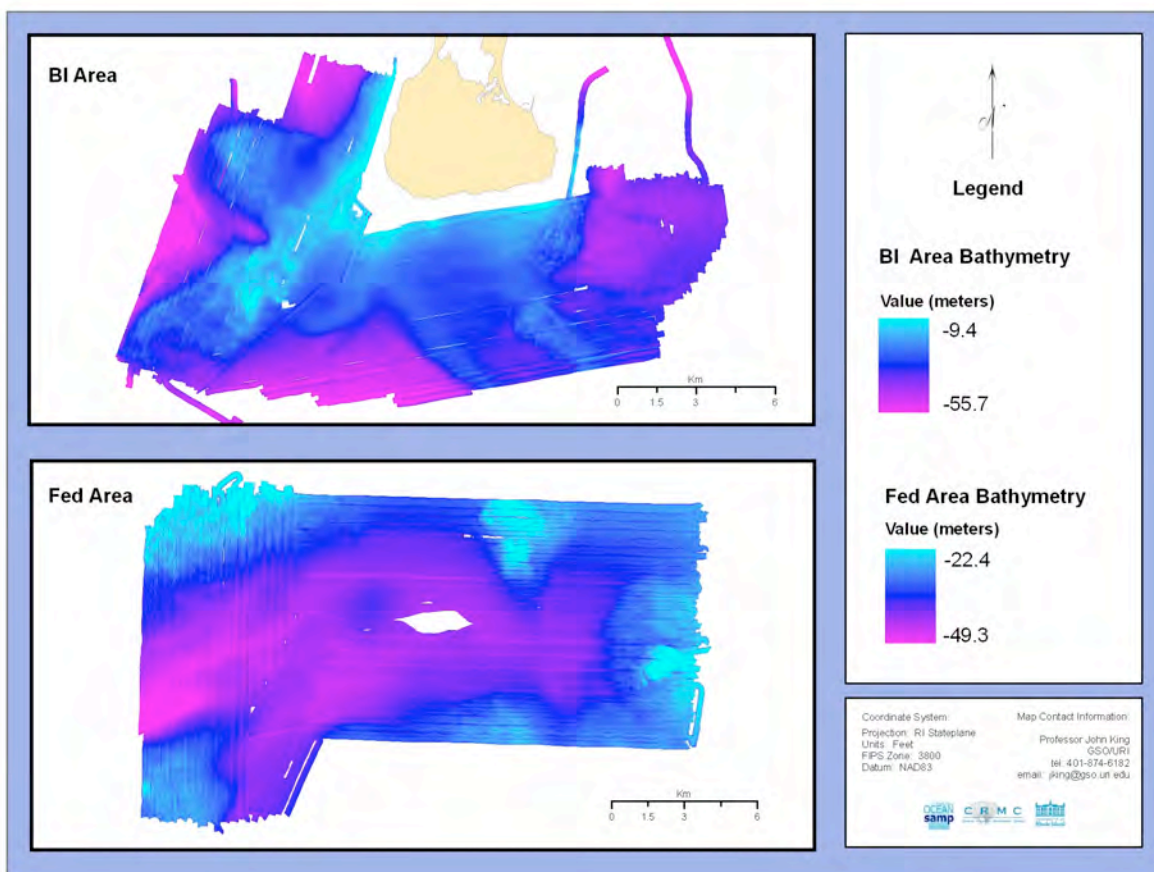 BI Area
Km
0 1.5 3 6
Fed Area
Km
0 1.5 3 6
Legend
BI Area Bathymetry
Value (meters)
-9.4
-55.7
Fed Area Bathymetry
Value (meters)
-22.4
-49.3
Coordinate System:
Projection: RI Stateplane
Units: Feet
FIPS Zone: 3800
Datum: NAD83
Map Contact Information:
Professor John King
GSO/URI
tel: 401-874-6182
email: jking@gso.uri.edu
OCEAN
samp
C R M C